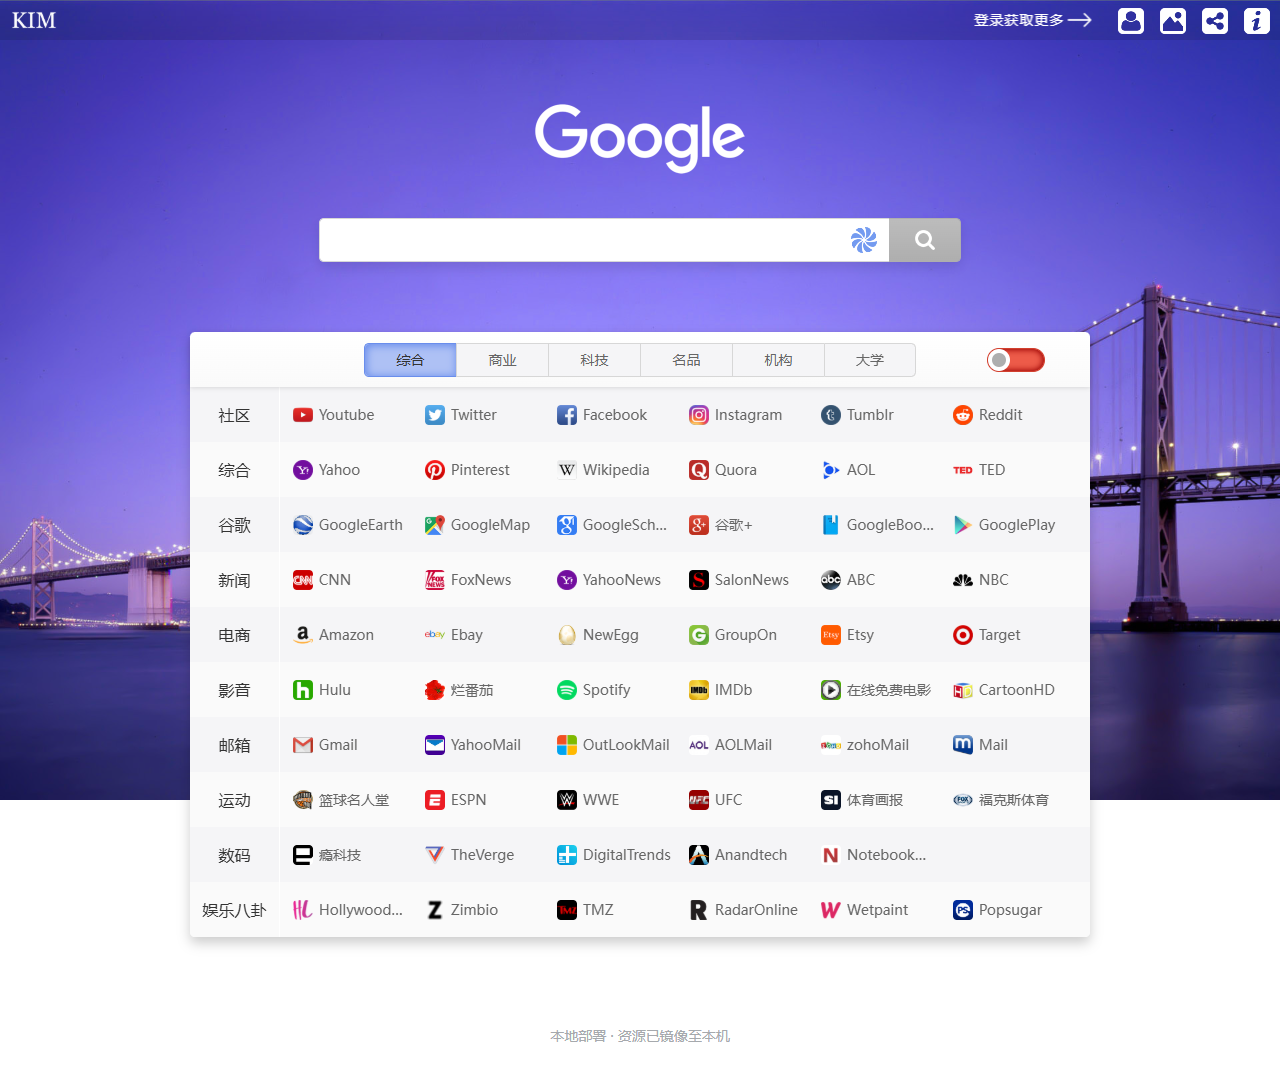 KIM
登录获取更多
Google
综合 商业 科技 名品 机构 大学
社区 Youtube Twitter Facebook Instagram Tumblr Reddit
综合 Yahoo Pinterest Wikipedia Quora AOL TED
谷歌 GoogleEarth GoogleMap GoogleSch... 谷歌+ GoogleBoo... GooglePlay
新闻 CNN FoxNews YahooNews SalonNews ABC NBC
电商 Amazon Ebay NewEgg GroupOn Etsy Target
影音 Hulu 烂番茄 Spotify IMDb 在线免费电影 CartoonHD
邮箱 Gmail YahooMail OutLookMail AOLMail zohoMail Mail
运动 篮球名人堂 ESPN WWE UFC 体育画报 福克斯体育
数码 瘾科技 TheVerge DigitalTrends Anandtech Notebook...
娱乐八卦 Hollywood... Zimbio TMZ RadarOnline Wetpaint Popsugar
本地部署 · 资源已镜像至本机